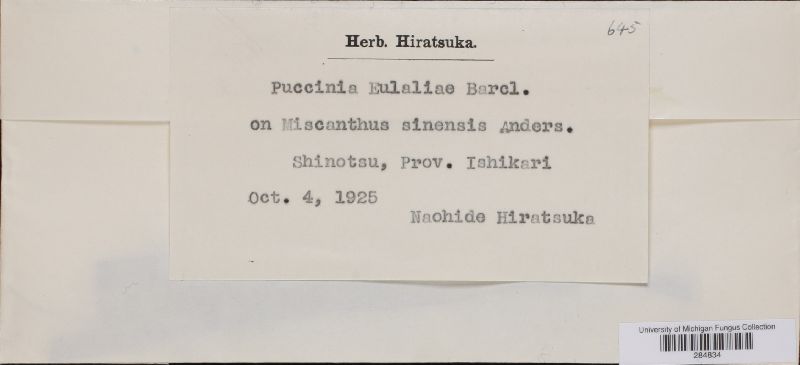 645
Herb. Hiratsuka.
Puccinia Eulaliae Barcl.
on Miscanthus sinensis Anders.
Shinotsu, Prov. Ishikari
Oct. 4, 1925
Naohide Hiratsuka
University of Michigan Fungus Collection
284834